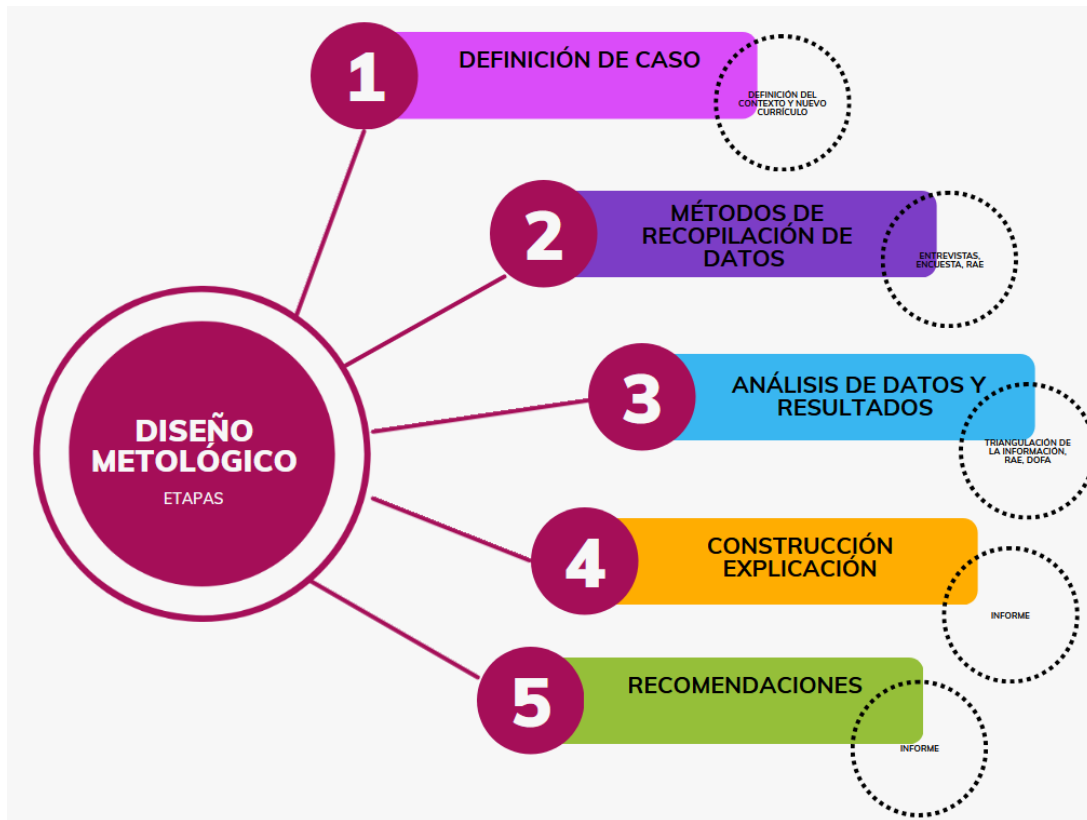 1
DEFINICIÓN DE CASO
DEFINICIÓN DEL
CONTEXTO Y NUEVO
CURRÍCULO
2
MÉTODOS DE
RECOPILACIÓN DE
DATOS
ENTREVISTAS,
ENCUESTA, RAE
3
ANÁLISIS DE DATOS Y
RESULTADOS
TRIANGULACIÓN DE
LA INFORMACIÓN,
RAE, DOFA
DISEÑO
METOLÓGICO
ETAPAS
4
CONSTRUCCIÓN
EXPLICACIÓN
INFORME
5
RECOMENDACIONES
INFORME